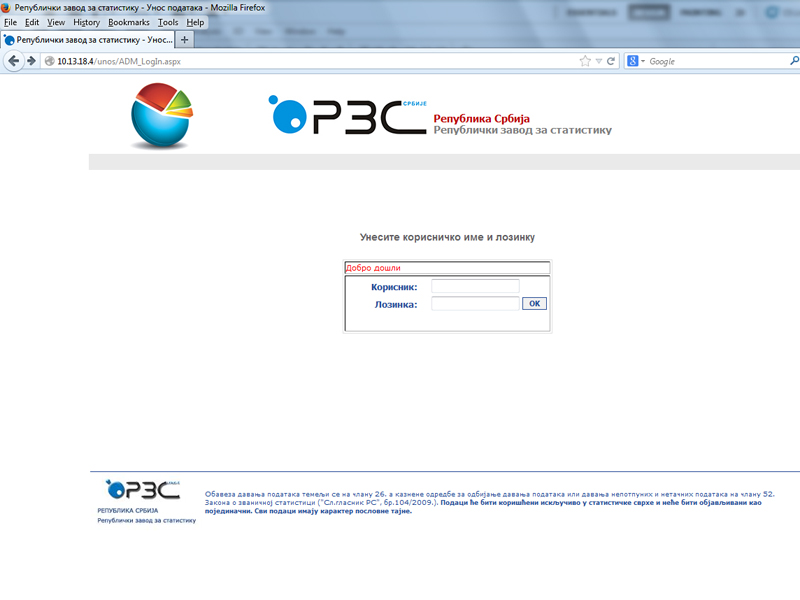 Републички завод за статистику - Унос података - Mozilla Firefox
File Edit View History Bookmarks Tools Help
Републички завод за статистику - Унос... +
10.13.18.4/unos/ADM_LogIn.aspx
Google
РЗС СРБИЈЕ
Република Србија
Републички завод за статистику
Унесите корисничко име и лозинку
Добро дошли
Корисник:
Лозинка:
OK
РЗС
РЕПУБЛИКА СРБИЈА
Републички завод за статистику
Обавеза давања података темељи се на члану 26. а казнене одредбе за одбијање давања података или давања непотпуних и нетачних података на члану 52.
Закона о званичној статистици ("Сл.гласник РС", бр.104/2009.). Подаци ће бити коришћени искључиво у статистичке сврхе и неће бити објављивани као
појединачни. Сви подаци имају карактер пословне тајне.